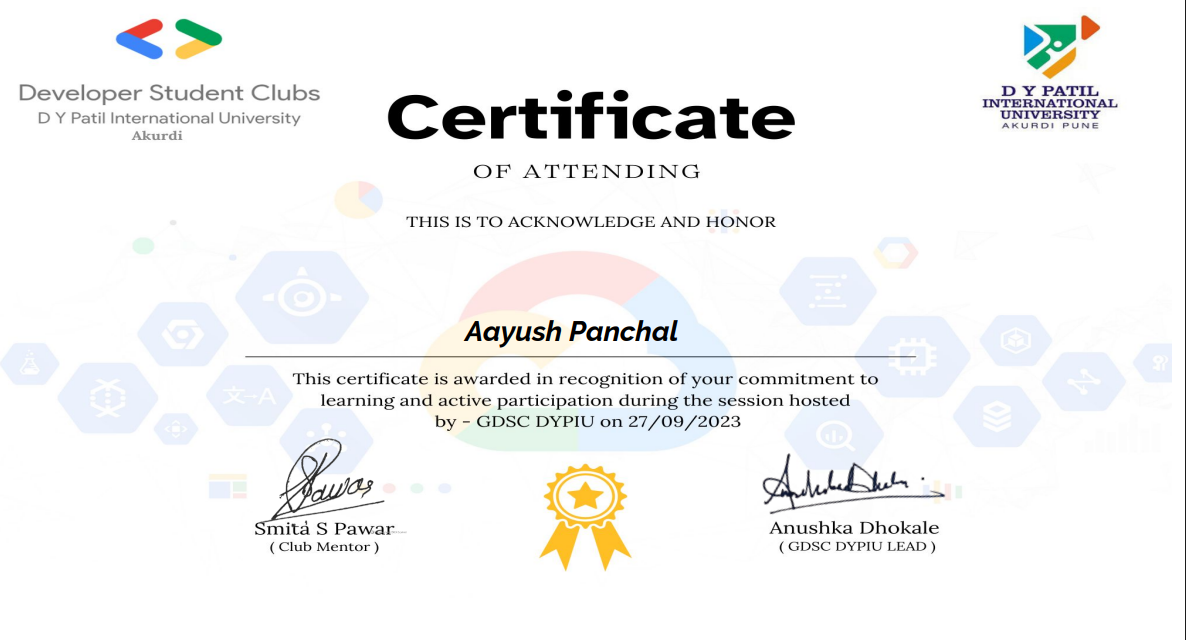 Developer Student Clubs
D Y Patil International University
Akurdi
D Y PATIL
INTERNATIONAL
UNIVERSITY
AKURDI PUNE
Certificate
OF ATTENDING
THIS IS TO ACKNOWLEDGE AND HONOR
Aayush Panchal
This certificate is awarded in recognition of your commitment to
learning and active participation during the session hosted
by - GDSC DYPIU on 27/09/2023
文→A
SPawar
Smita S Pawar
( Club Mentor )
Anushka Dhokale
( GDSC DYPIU LEAD )